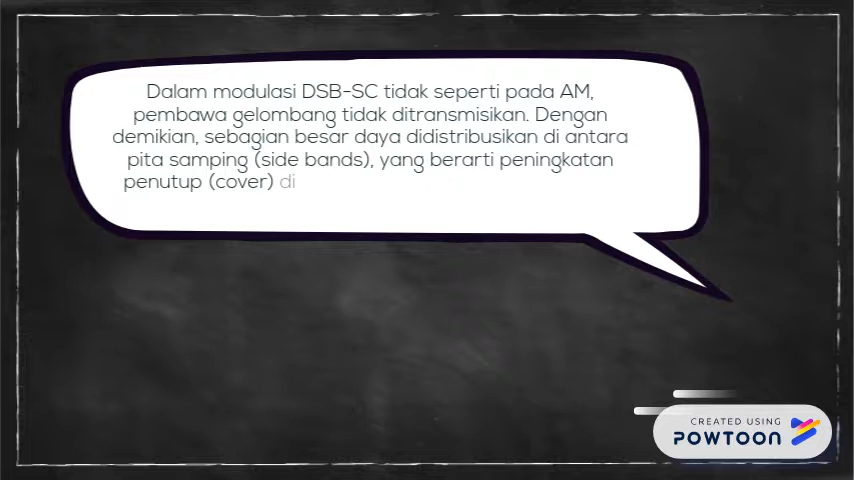 Dalam modulasi DSB-SC tidak seperti pada AM,
pembawa gelombang tidak ditransmisikan. Dengan
demikian, sebagian besar daya didistribusikan di antara
pita samping (side bands), yang berarti peningkatan
penutup (cover) di
CREATED USING
POWTOON